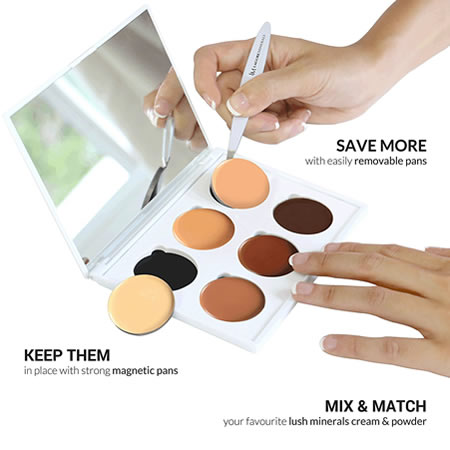 SAVE MORE
with easily removable pans
KEEP THEM
in place with strong magnetic pans
MIX & MATCH
your favourite lush minerals cream & powder